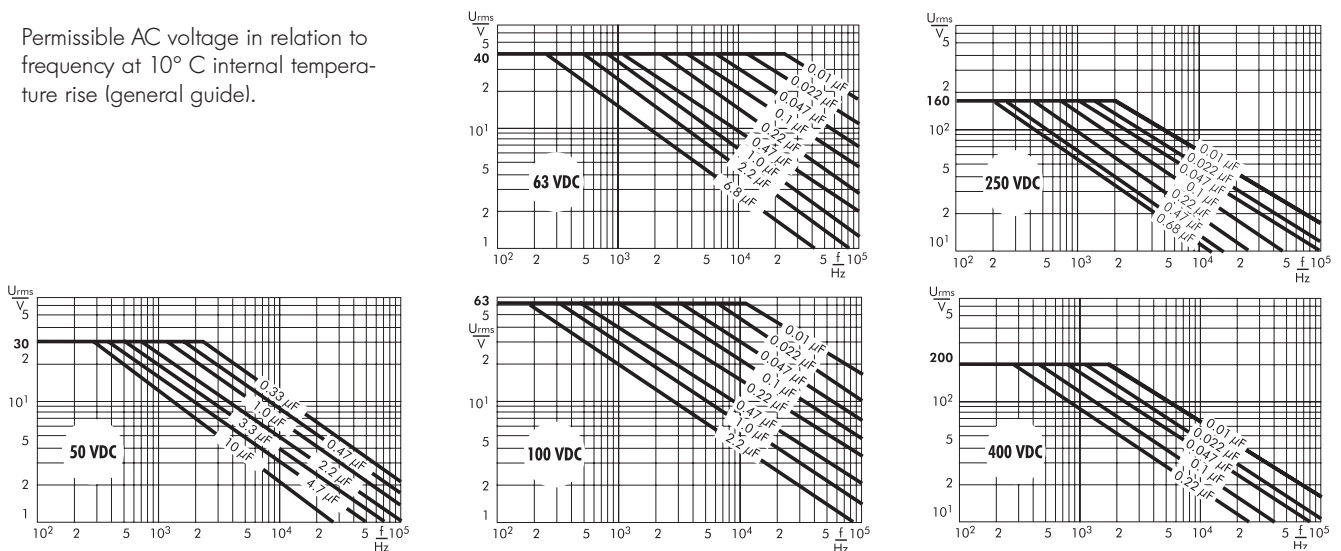 Permissible AC voltage in relation to
frequency at 10° C internal tempera-
ture rise (general guide).
Urms
V
5
40
2
10¹
5
2
1
63 VDC
0.01 µF
0.022 µF
0.047 µF
0.1 µF
0.22 µF
0.47 µF
1.0 µF
2.2 µF
6.8 µF
10² 2 5 10³ 2 5 10⁴ 2 5 f 10⁵
Hz
Urms
V
5
2
160
10²
5
2
10¹
250 VDC
0.01 µF
0.022 µF
0.047 µF
0.1 µF
0.22 µF
0.47 µF
0.68 µF
10² 2 5 10³ 2 5 10⁴ 2 5 f 10⁵
Hz
Urms
V
5
30
2
10¹
5
2
1
50 VDC
0.33 µF
1.0 µF
3.3 µF
10 µF
0.47 µF
2.2 µF
4.7 µF
10² 2 5 10³ 2 5 10⁴ 2 5 f 10⁵
Hz
63
Urms
V
2
10¹
5
2
1
100 VDC
0.01 µF
0.022 µF
0.047 µF
0.1 µF
0.22 µF
0.47 µF
1.0 µF
2.2 µF
10² 2 5 10³ 2 5 10⁴ 2 5 f 10⁵
Hz
Urms
V
5
200
10²
5
2
10¹
400 VDC
0.01 µF
0.022 µF
0.047 µF
0.1 µF
0.22 µF
10² 2 5 10³ 2 5 10⁴ 2 5 f 10⁵
Hz